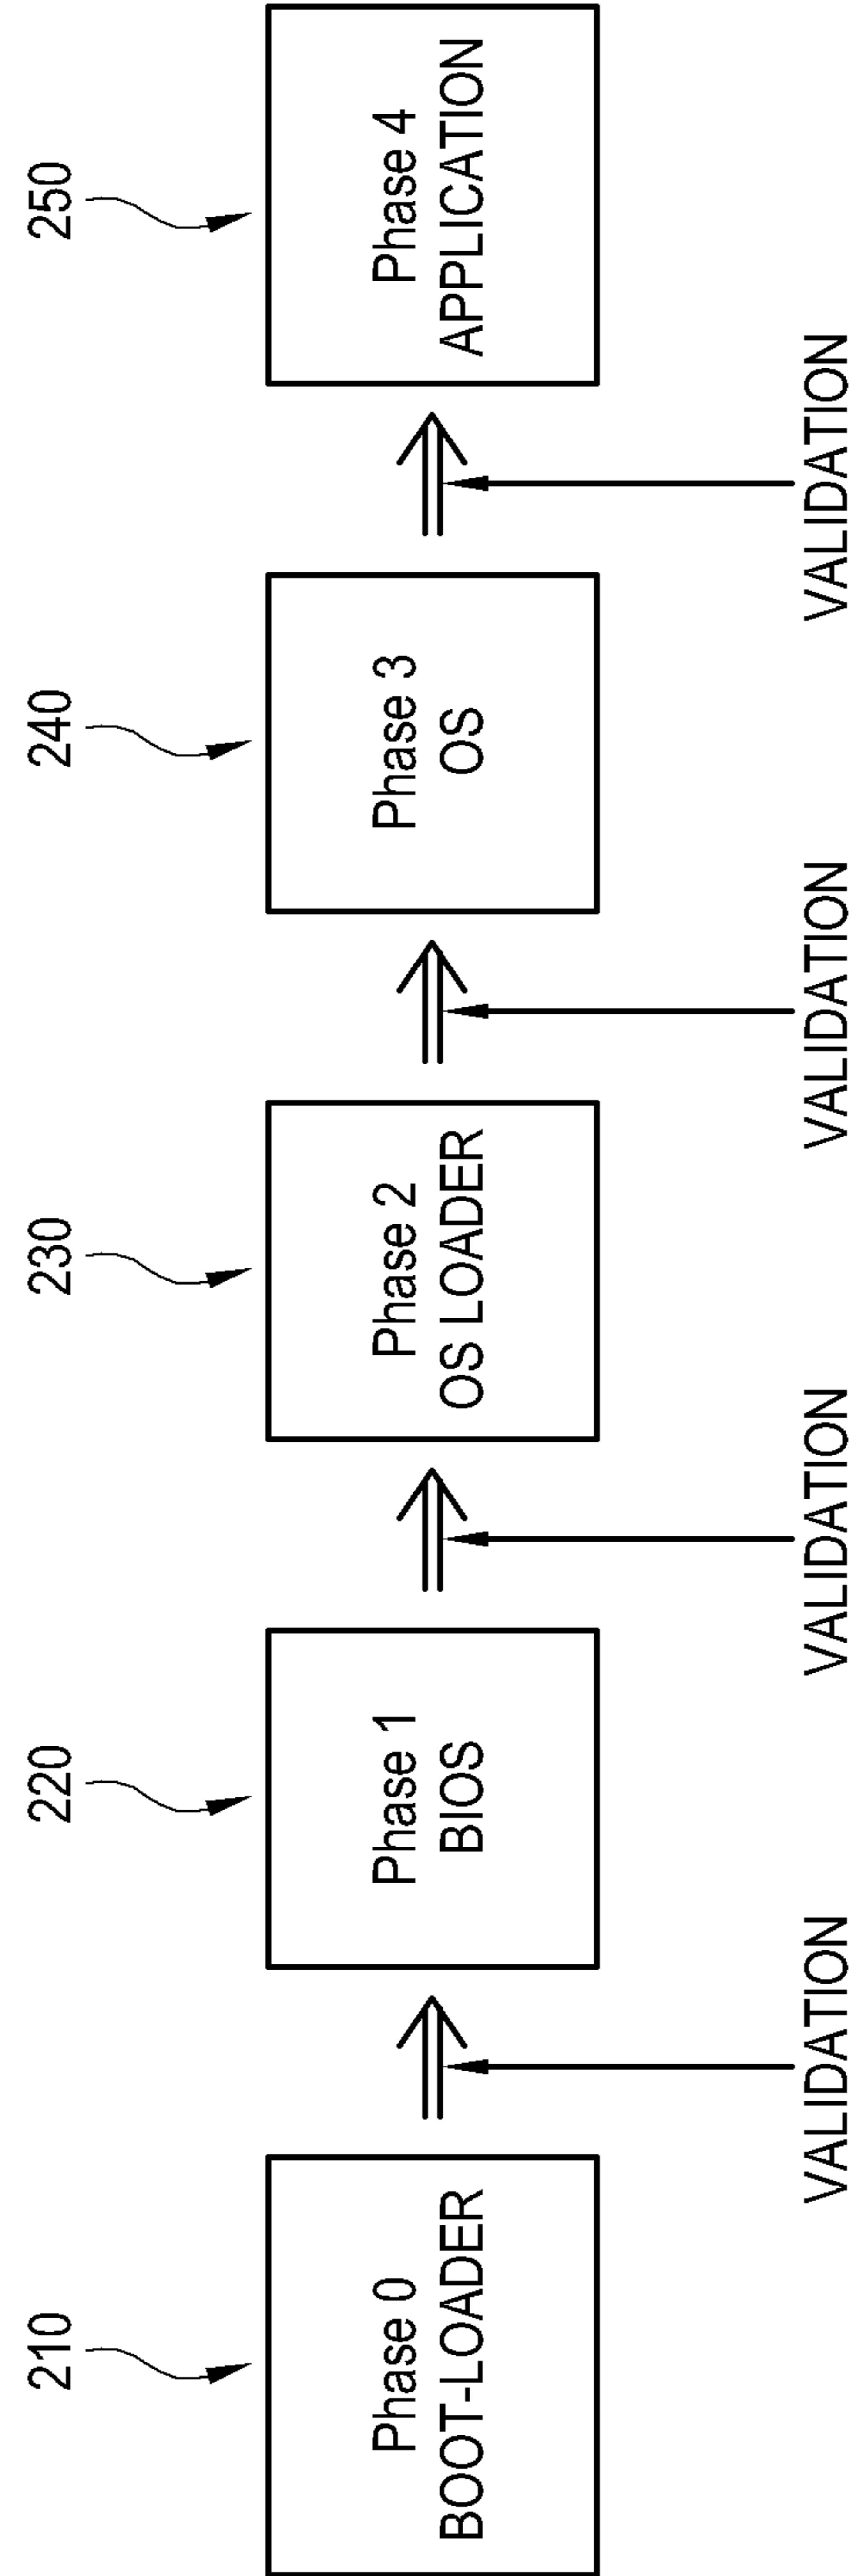 210
220
230
240
250
Phase 0
BOOT-LOADER
Phase 1
BIOS
Phase 2
OS LOADER
Phase 3
OS
Phase 4
APPLICATION
VALIDATION
VALIDATION
VALIDATION
VALIDATION